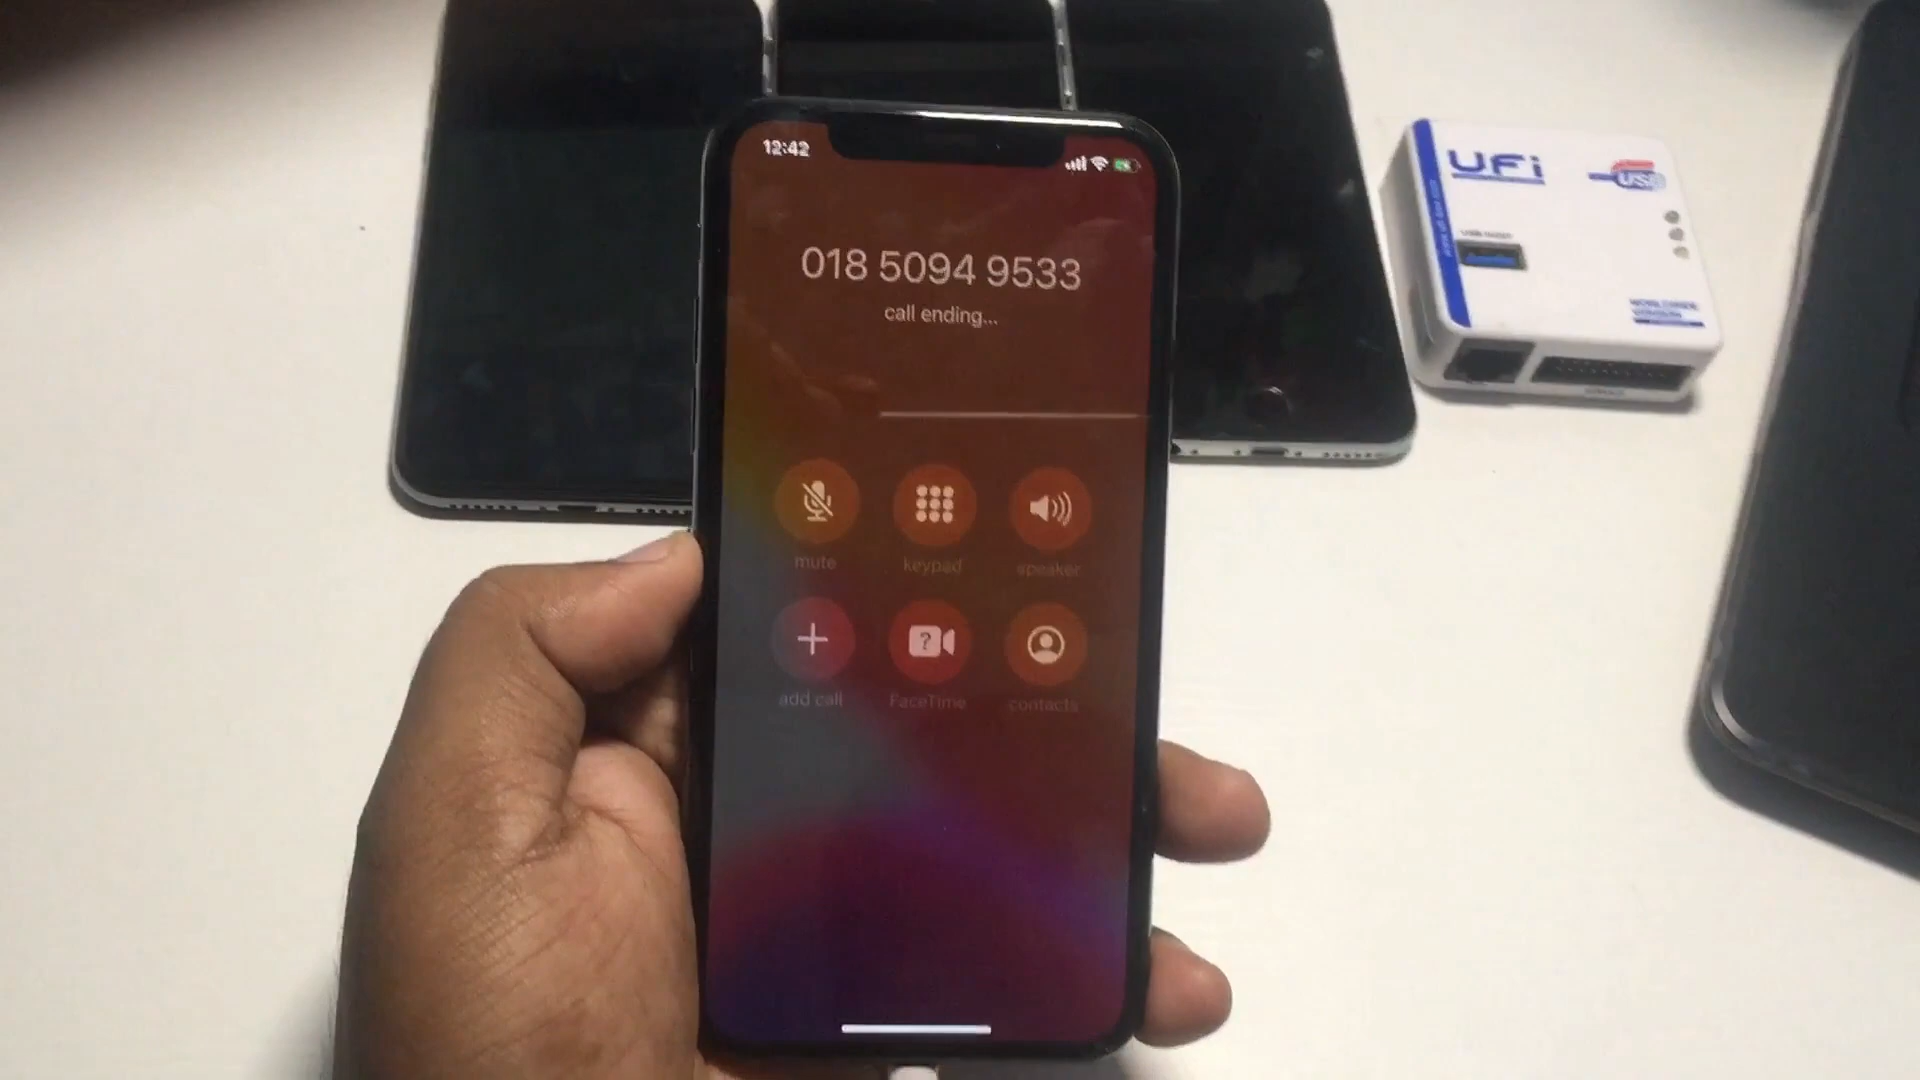 12:42
018 5094 9533
call ending...
mute
keypad
speaker
add call
FaceTime
contacts
UFi
USB